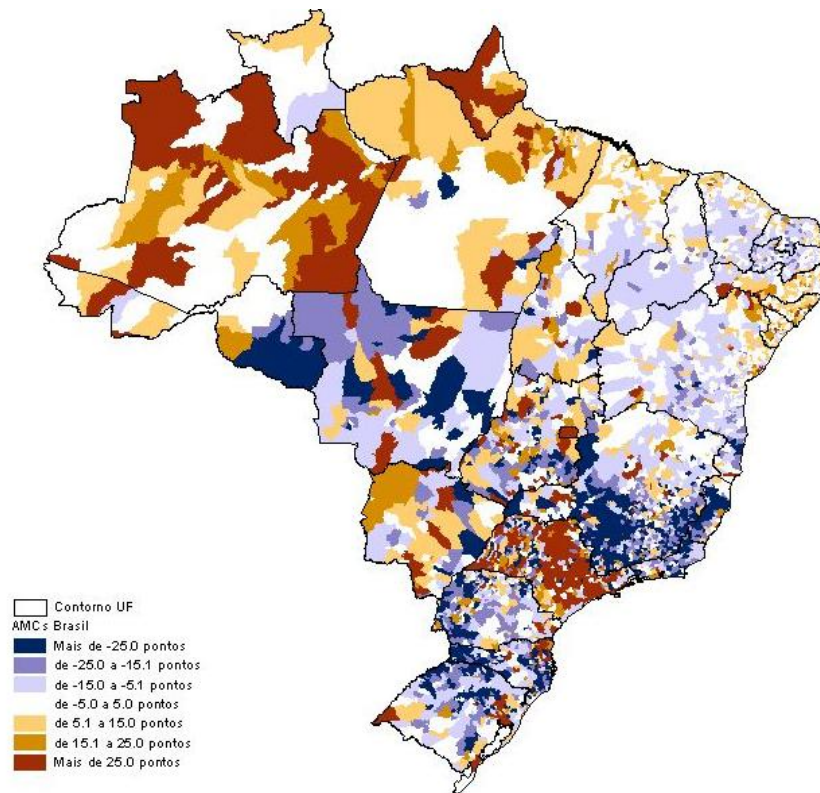 Contorno UF
AMCs Brasil
Mais de -25.0 pontos
de -25.0 a -15.1 pontos
de -15.0 a -5.1 pontos
de -5.0 a 5.0 pontos
de 5.1 a 15.0 pontos
de 15.1 a 25.0 pontos
Mais de 25.0 pontos